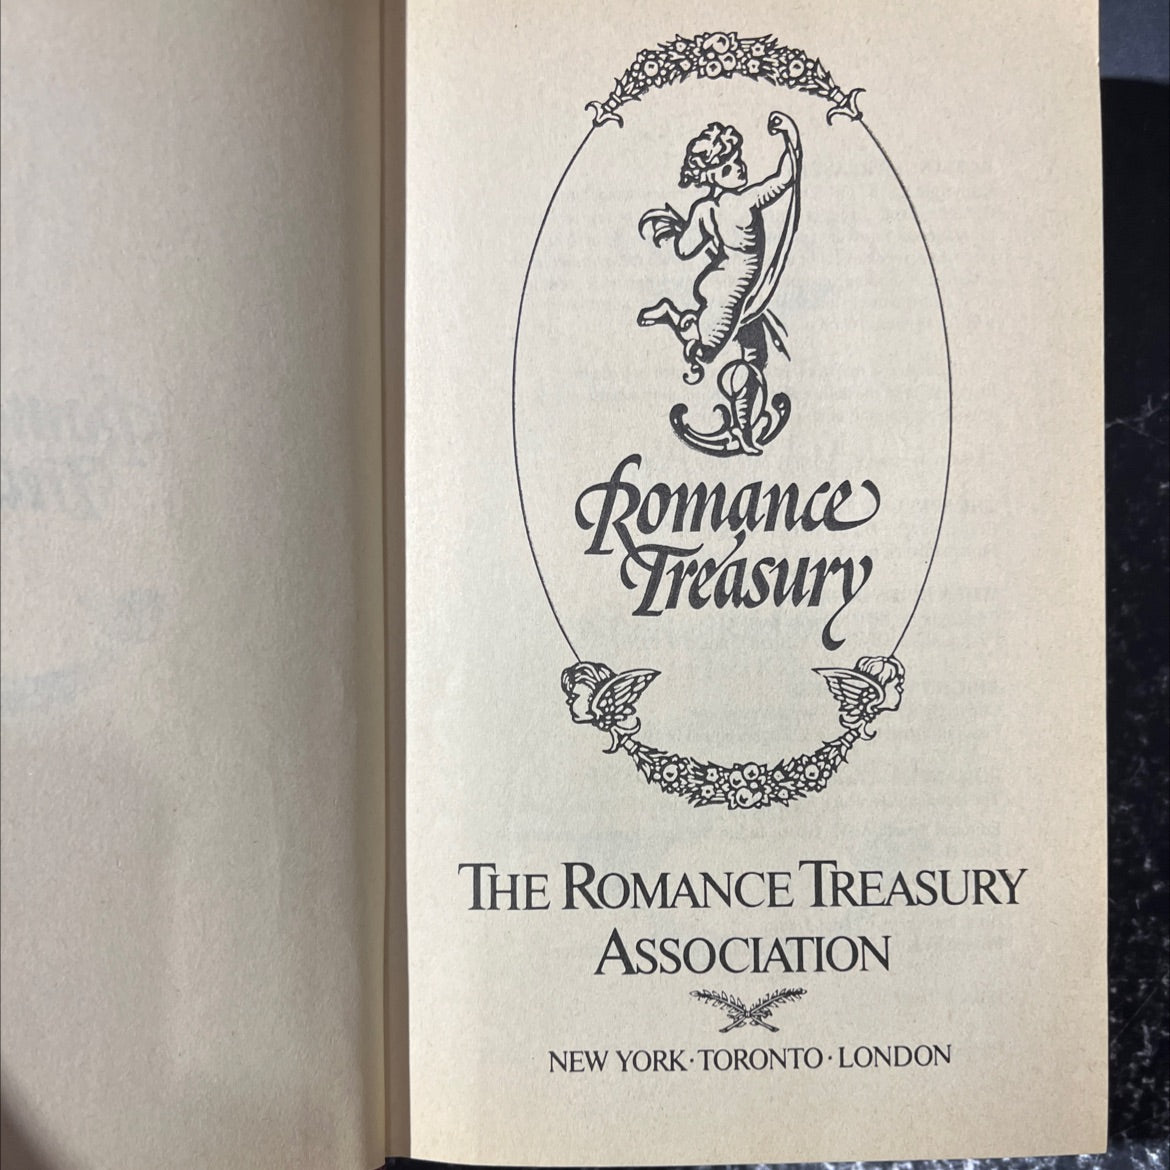 Romance
Treasury
THE ROMANCE TREASURY
ASSOCIATION
NEW YORK · TORONTO · LONDON